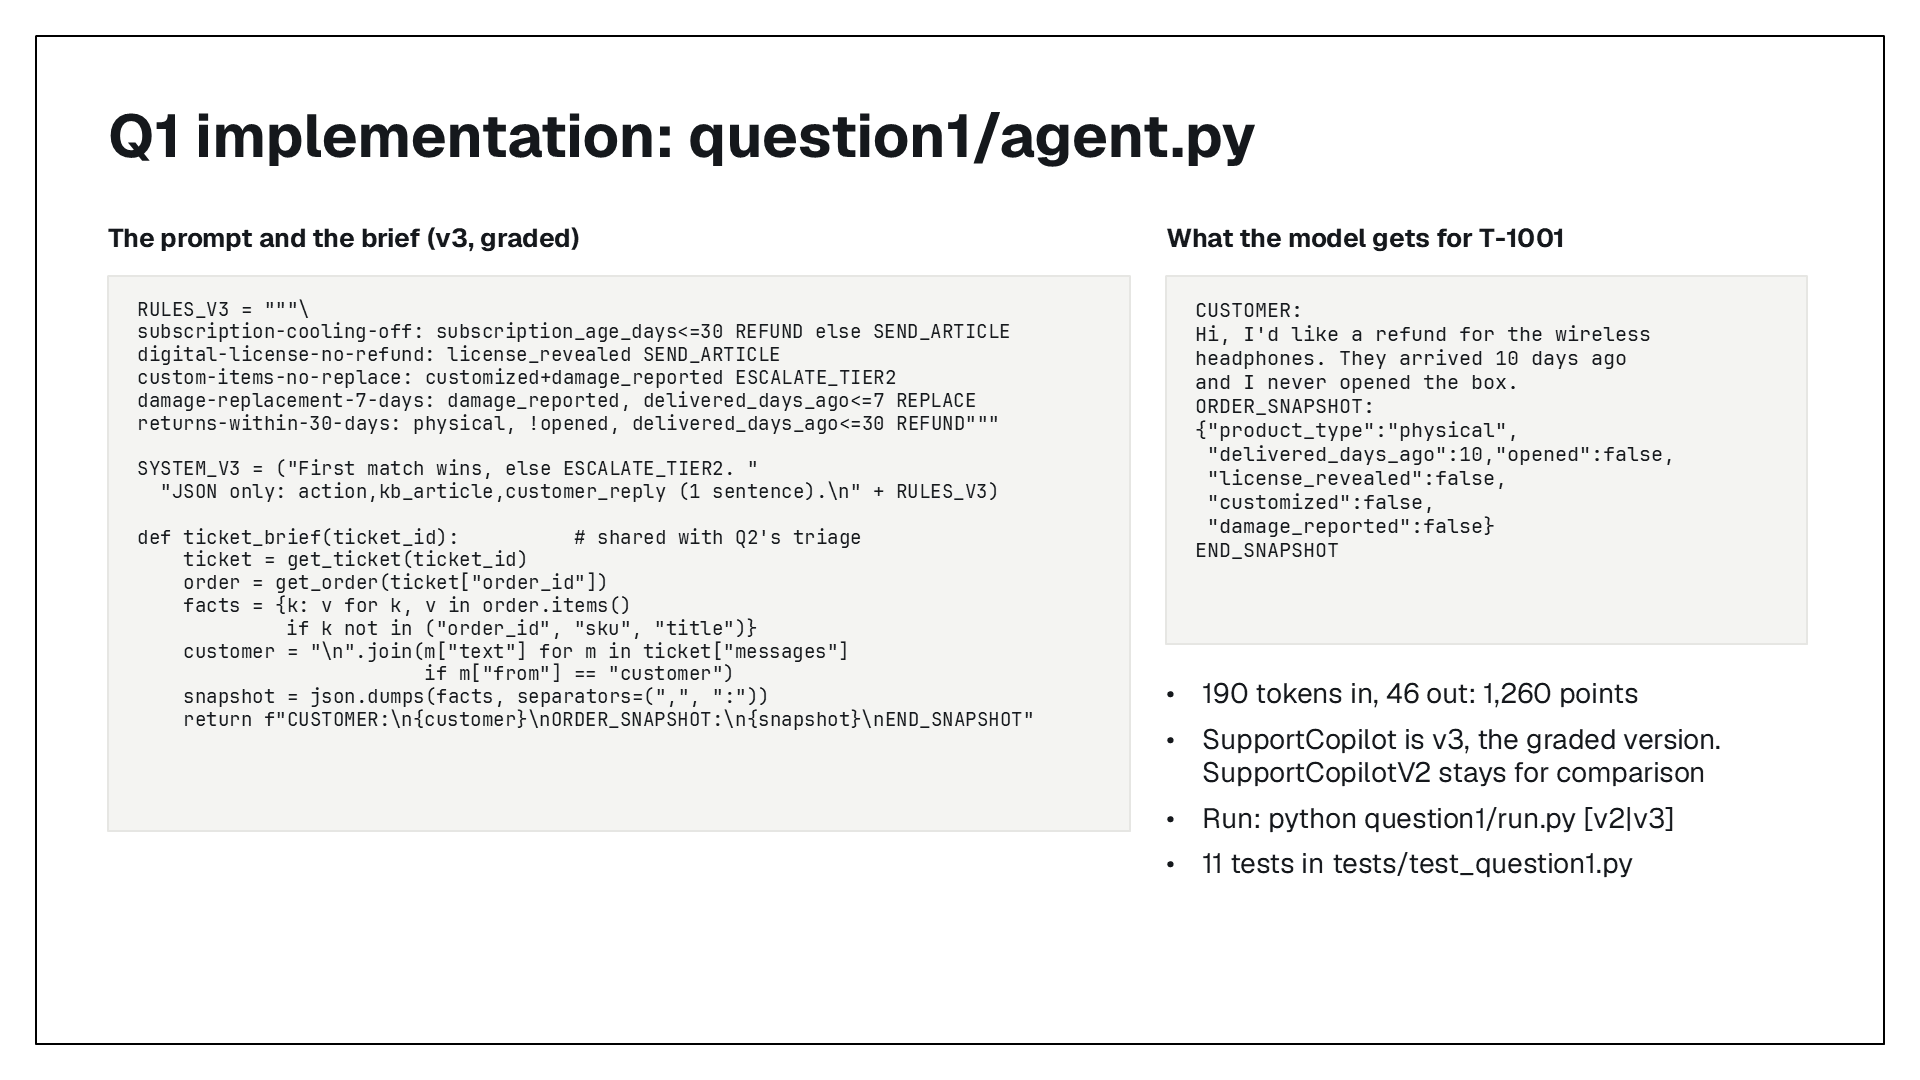 Q1 implementation: question1/agent.py
The prompt and the brief (v3, graded)
RULES_V3 = """\
subscription-cooling-off: subscription_age_days<=30 REFUND else SEND_ARTICLE
digital-license-no-refund: license_revealed SEND_ARTICLE
custom-items-no-replace: customized+damage_reported ESCALATE_TIER2
damage-replacement-7-days: damage_reported, delivered_days_ago<=7 REPLACE
returns-within-30-days: physical, !opened, delivered_days_ago<=30 REFUND"""
SYSTEM_V3 = ("First match wins, else ESCALATE_TIER2. "
  "JSON only: action,kb_article,customer_reply (1 sentence).\n" + RULES_V3)
def ticket_brief(ticket_id):          # shared with Q2's triage
    ticket = get_ticket(ticket_id)
    order = get_order(ticket["order_id"])
    facts = {k: v for k, v in order.items()
             if k not in ("order_id", "sku", "title")}
    customer = "\n".join(m["text"] for m in ticket["messages"]
                         if m["from"] == "customer")
    snapshot = json.dumps(facts, separators=(",", ":"))
    return f"CUSTOMER:\n{customer}\nORDER_SNAPSHOT:\n{snapshot}\nEND_SNAPSHOT"
What the model gets for T-1001
CUSTOMER:
Hi, I'd like a refund for the wireless
headphones. They arrived 10 days ago
and I never opened the box.
ORDER_SNAPSHOT:
{"product_type":"physical",
 "delivered_days_ago":10,"opened":false,
 "license_revealed":false,
 "customized":false,
 "damage_reported":false}
END_SNAPSHOT
• 190 tokens in, 46 out: 1,260 points
• SupportCopilot is v3, the graded version.
SupportCopilotV2 stays for comparison
• Run: python question1/run.py [v2|v3]
• 11 tests in tests/test_question1.py